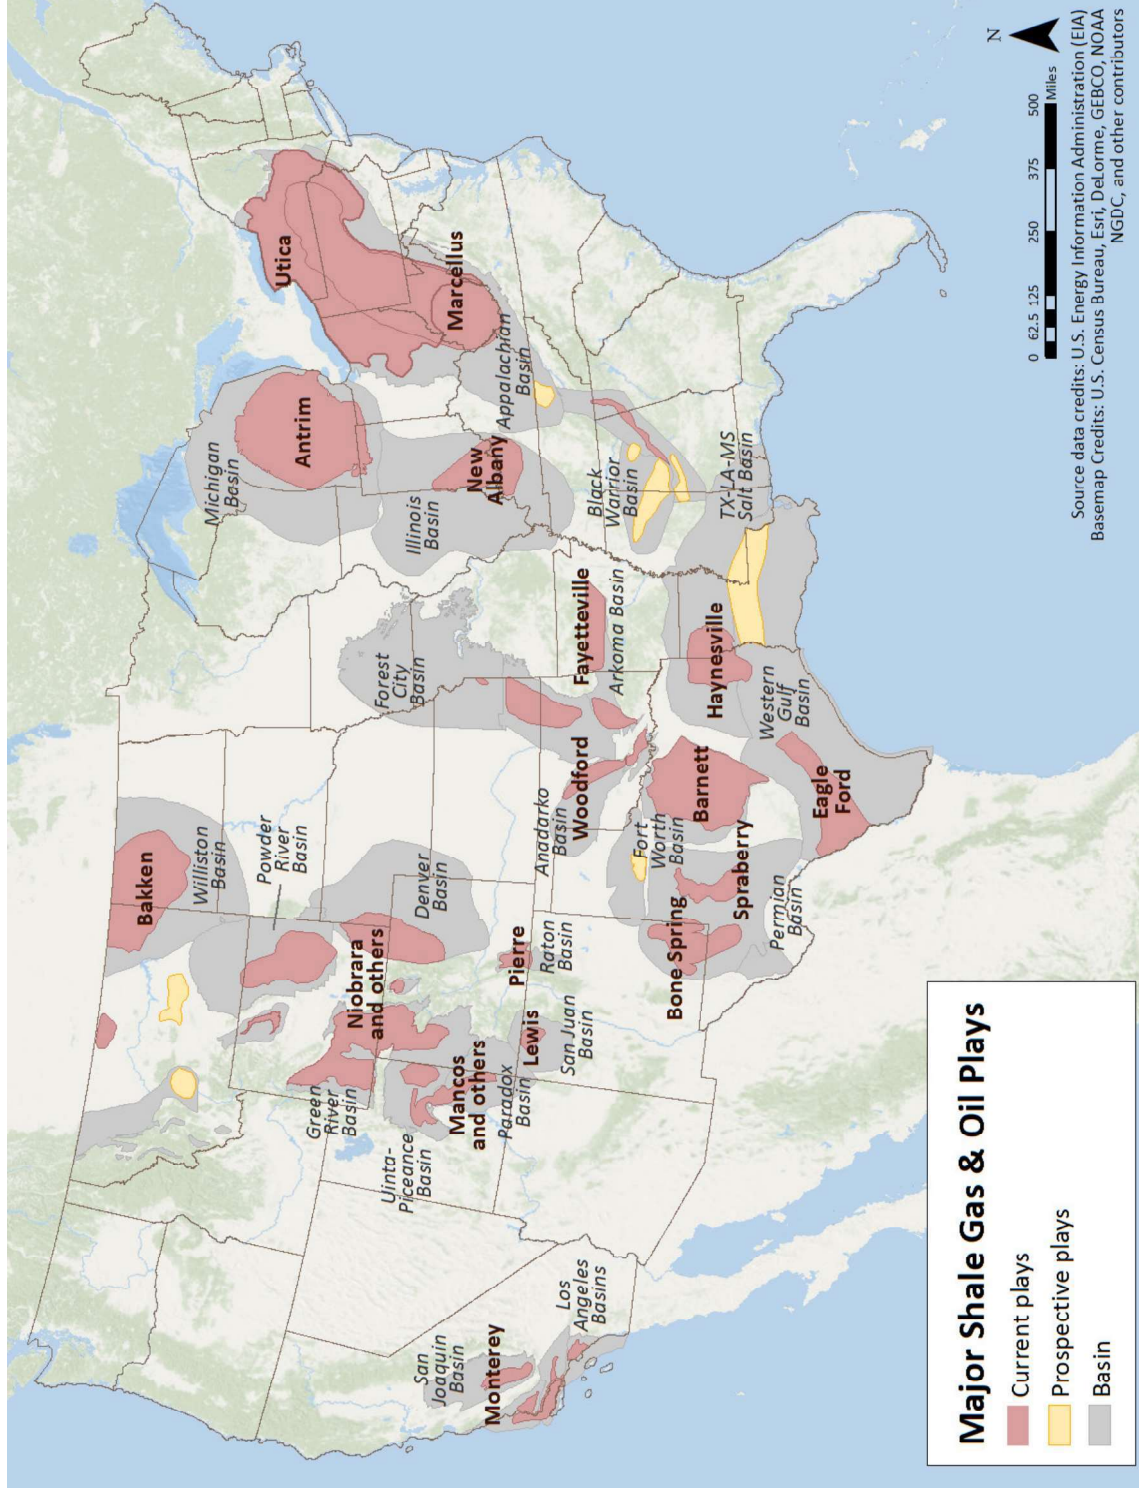 Bakken
Williston
Basin
Powder
River
Basin
Michigan
Basin
Antrim
Utica
Marcellus
Appalachian
Basin
Niobrara
and others
Green
River
Basin
Uinta-
Piceance
Basin
Mancos
and others
Paradox
Basin
Denver
Basin
Forest
City
Basin
Illinois
Basin
New
Albany
San
Joaquin
Basin
Monterey
Los
Angeles
Basins
Lewis
San Juan
Basin
Pierre
Raton
Basin
Anadarko
Basin
Woodford
Fayetteville
Arkoma Basin
Black
Warrior
Basin
Bone Spring
Fort
Worth
Basin
Barnett
Haynesville
TX-LA-MS
Salt Basin
Spraberry
Permian
Basin
Western
Gulf
Basin
Eagle
Ford
Major Shale Gas & Oil Plays
Current plays
Prospective plays
Basin
N
0 62.5 125 250 375 500
Miles
Source data credits: U.S. Energy Information Administration (EIA)
Basemap Credits: U.S. Census Bureau, Esri, DeLorme, GEBCO, NOAA
NGDC, and other contributors